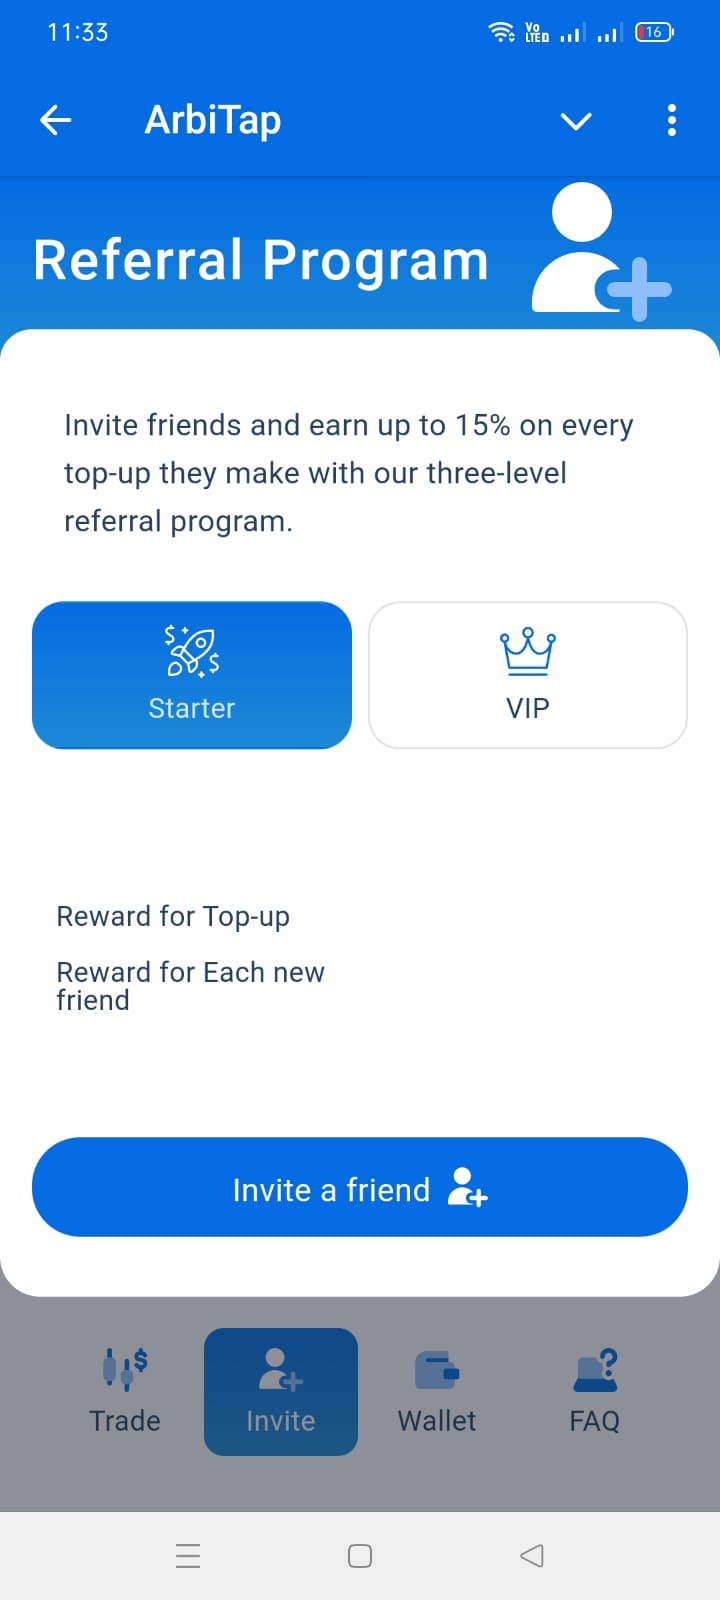 11:33
Vo
LTE
16
ArbiTap
Referral Program
Invite friends and earn up to 15% on every
top-up they make with our three-level
referral program.
Starter
VIP
Reward for Top-up
Reward for Each new
friend
Invite a friend
Trade
Invite
Wallet
FAQ